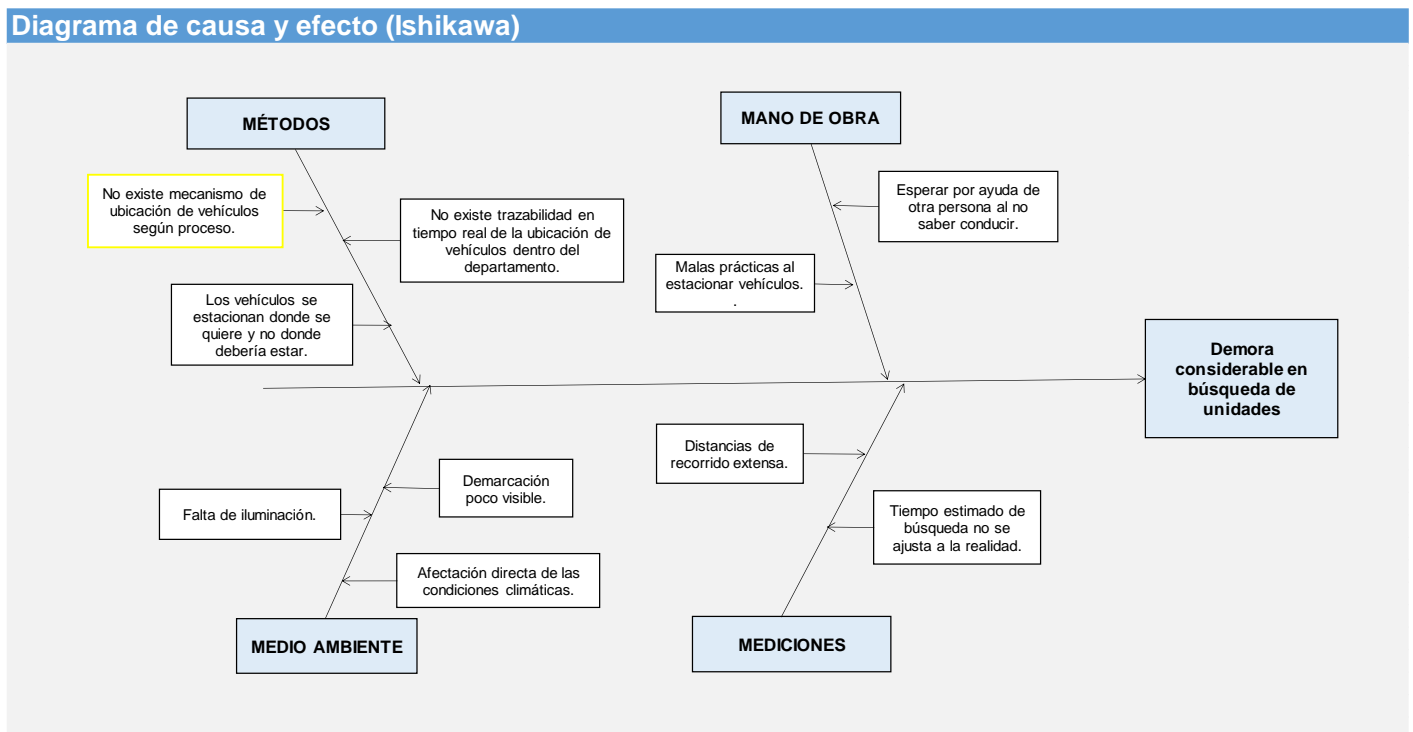 Diagrama de causa y efecto (Ishikawa)
MÉTODOS
No existe mecanismo de
ubicación de vehículos
según proceso.
No existe trazabilidad en
tiempo real de la ubicación de
vehículos dentro del
departamento.
Los vehículos se
estacionan donde se
quiere y no donde
debería estar.
MANO DE OBRA
Esperar por ayuda de
otra persona al no
saber conducir.
Malas prácticas al
estacionar vehículos.
.
Demora
considerable en
búsqueda de
unidades
Demarcación
poco visible.
Falta de iluminación.
Afectación directa de las
condiciones climáticas.
MEDIO AMBIENTE
Distancias de
recorrido extensa.
Tiempo estimado de
búsqueda no se
ajusta a la realidad.
MEDICIONES